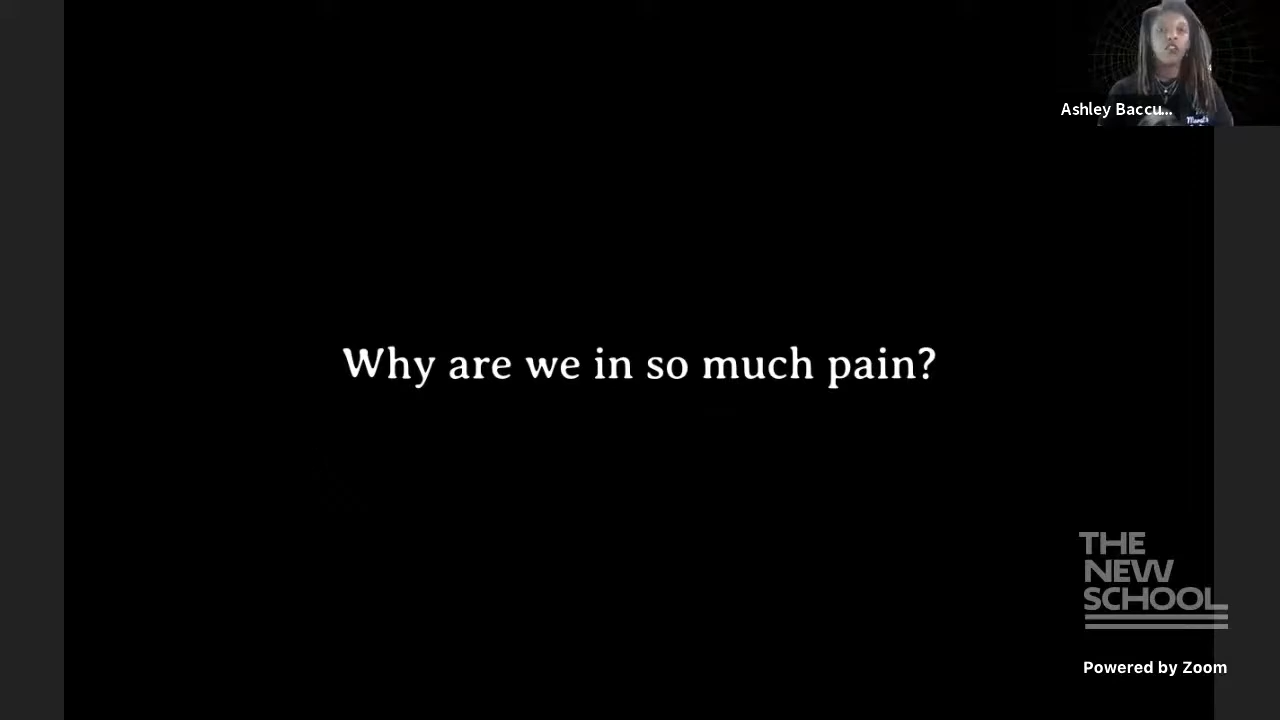 Ashley Baccu...
Why are we in so much pain?
THE
NEW
SCHOOL
Powered by Zoom